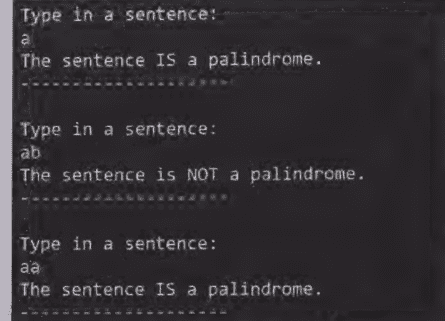 Type in a sentence:
a
The sentence IS a palindrome.
--------------------
Type in a sentence:
ab
The sentence is NOT a palindrome.
--------------------
Type in a sentence:
aa
The sentence IS a palindrome.
--------------------